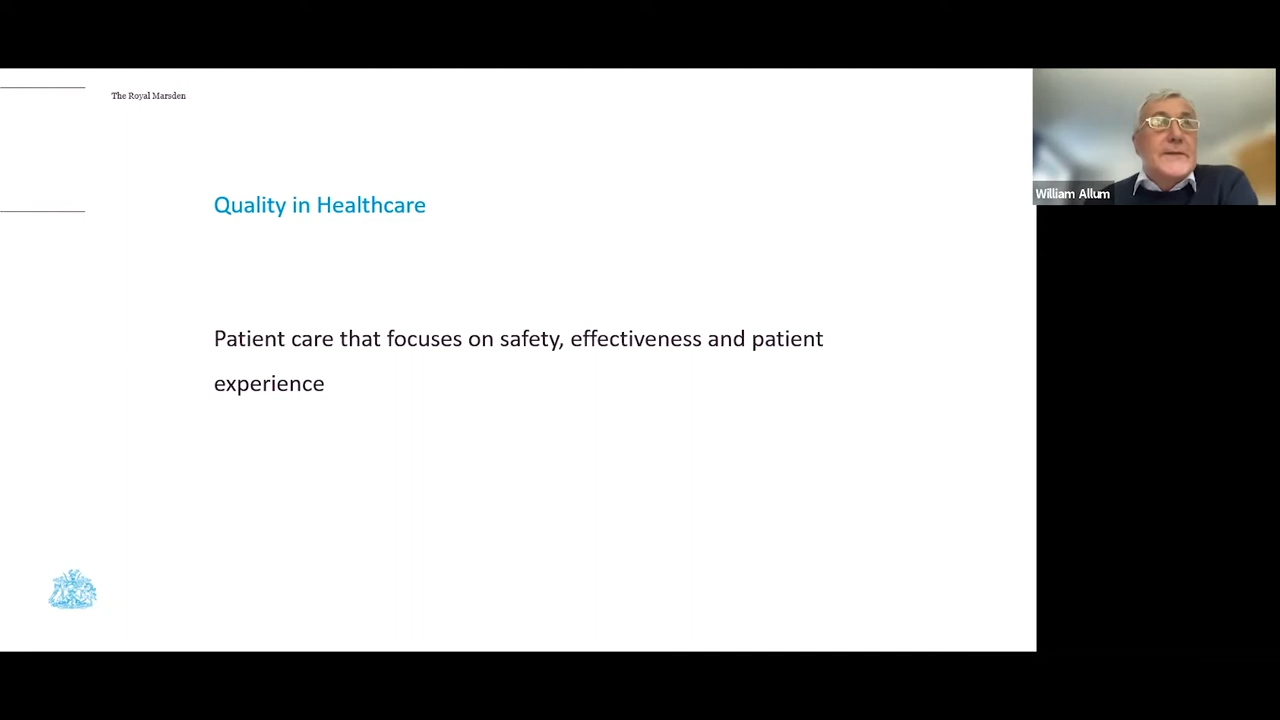 The Royal Marsden
William Allum
Quality in Healthcare
Patient care that focuses on safety, effectiveness and patient
experience